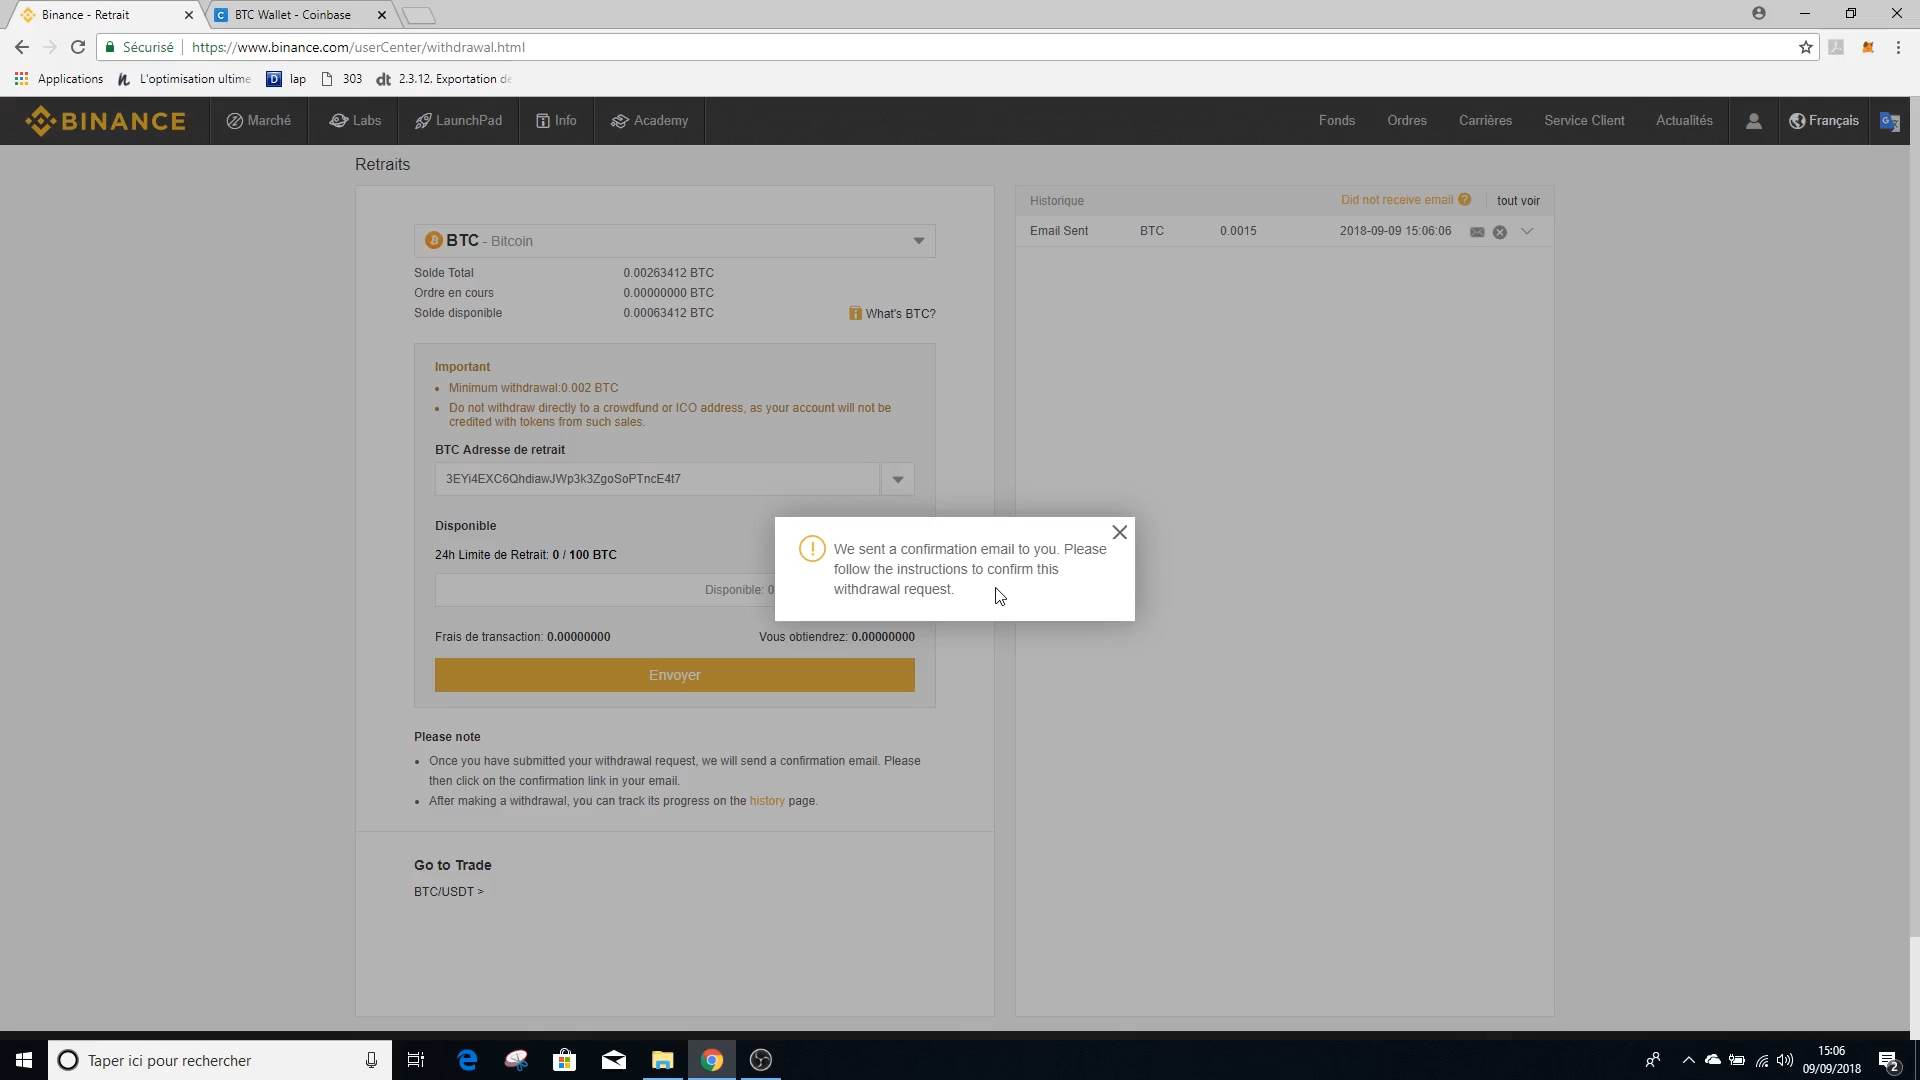 Binance - Retrait
BTC Wallet - Coinbase
Sécurisé
https://www.binance.com/userCenter/withdrawal.html
Applications
L'optimisation ultime
lap
303
2.3.12. Exportation de
BINANCE
Marché
Labs
LaunchPad
Info
Academy
Fonds
Ordres
Carrières
Service Client
Actualités
Français
Retraits
BTC - Bitcoin
Solde Total 0.00263412 BTC
Ordre en cours 0.00000000 BTC
Solde disponible 0.00063412 BTC
What's BTC?
Important
Minimum withdrawal:0.002 BTC
Do not withdraw directly to a crowdfund or ICO address, as your account will not be
credited with tokens from such sales.
BTC Adresse de retrait
3EYi4EXC6QhdiawJWp3k3ZgoSoPTncE4t7
Disponible
24h Limite de Retrait: 0 / 100 BTC
Disponible: 0
Frais de transaction: 0.00000000
Vous obtiendrez: 0.00000000
Envoyer
Please note
Once you have submitted your withdrawal request, we will send a confirmation email. Please
then click on the confirmation link in your email.
After making a withdrawal, you can track its progress on the history page.
Go to Trade
BTC/USDT >
Historique
Did not receive email ?
tout voir
Email Sent BTC 0.0015 2018-09-09 15:06:06
We sent a confirmation email to you. Please
follow the instructions to confirm this
withdrawal request.
Taper ici pour rechercher
15:06
09/09/2018
2